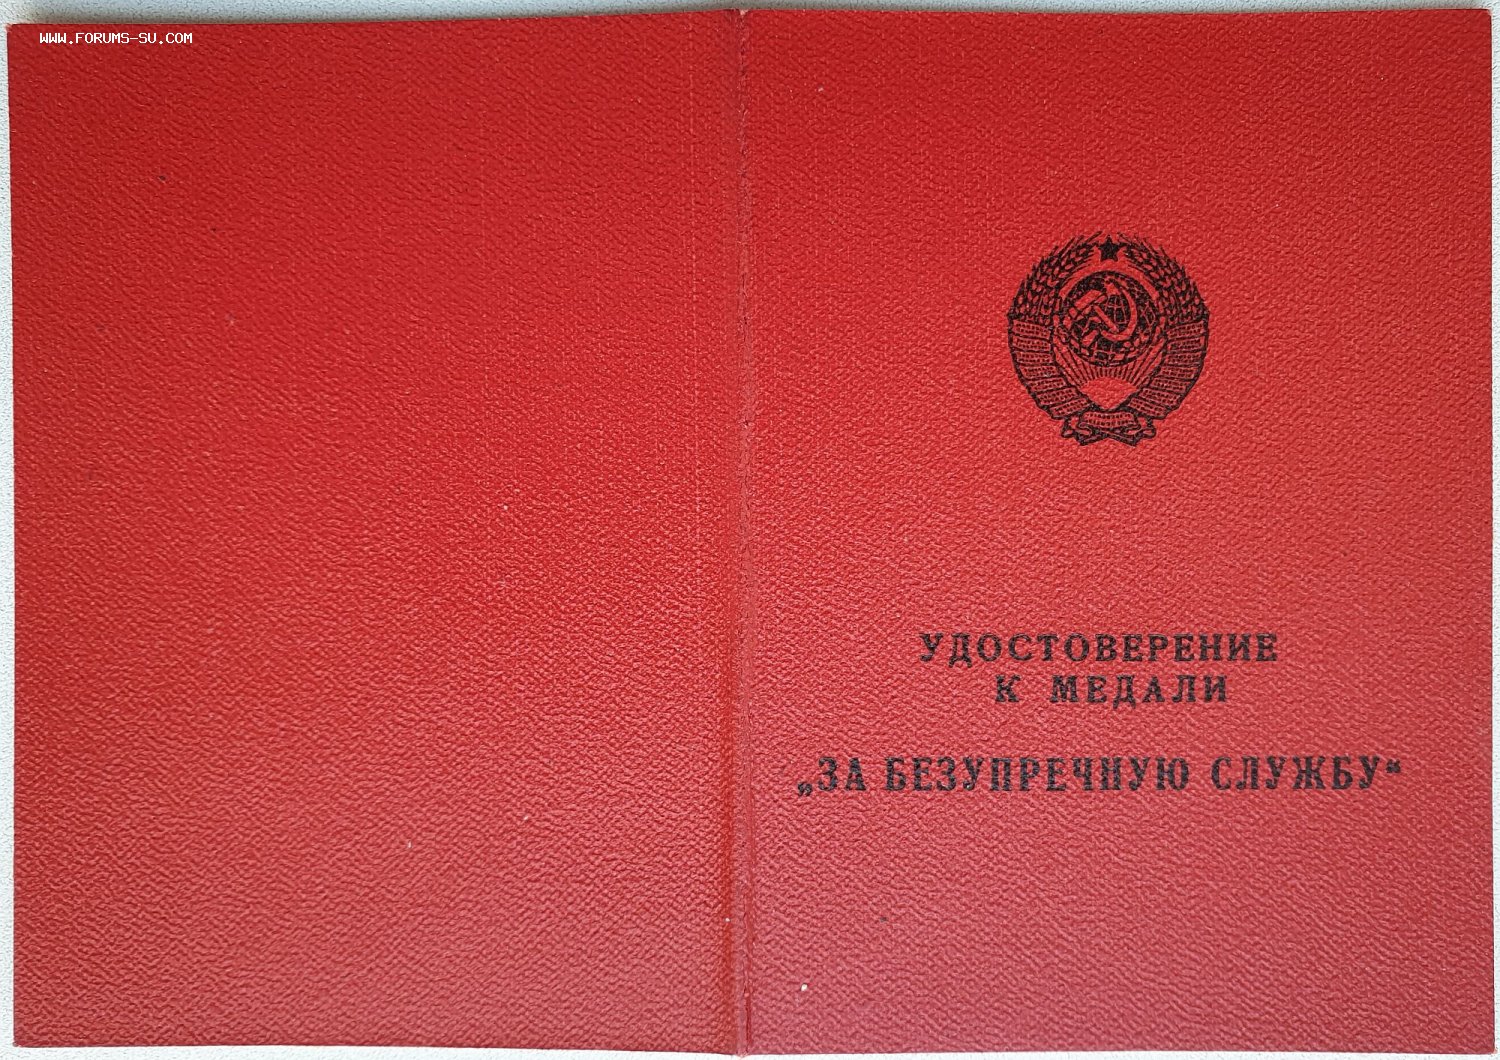 WWW.FORUMS-SU.COM
УДОСТОВЕРЕНИЕ
К МЕДАЛИ
„ЗА БЕЗУПРЕЧНУЮ СЛУЖБУ“